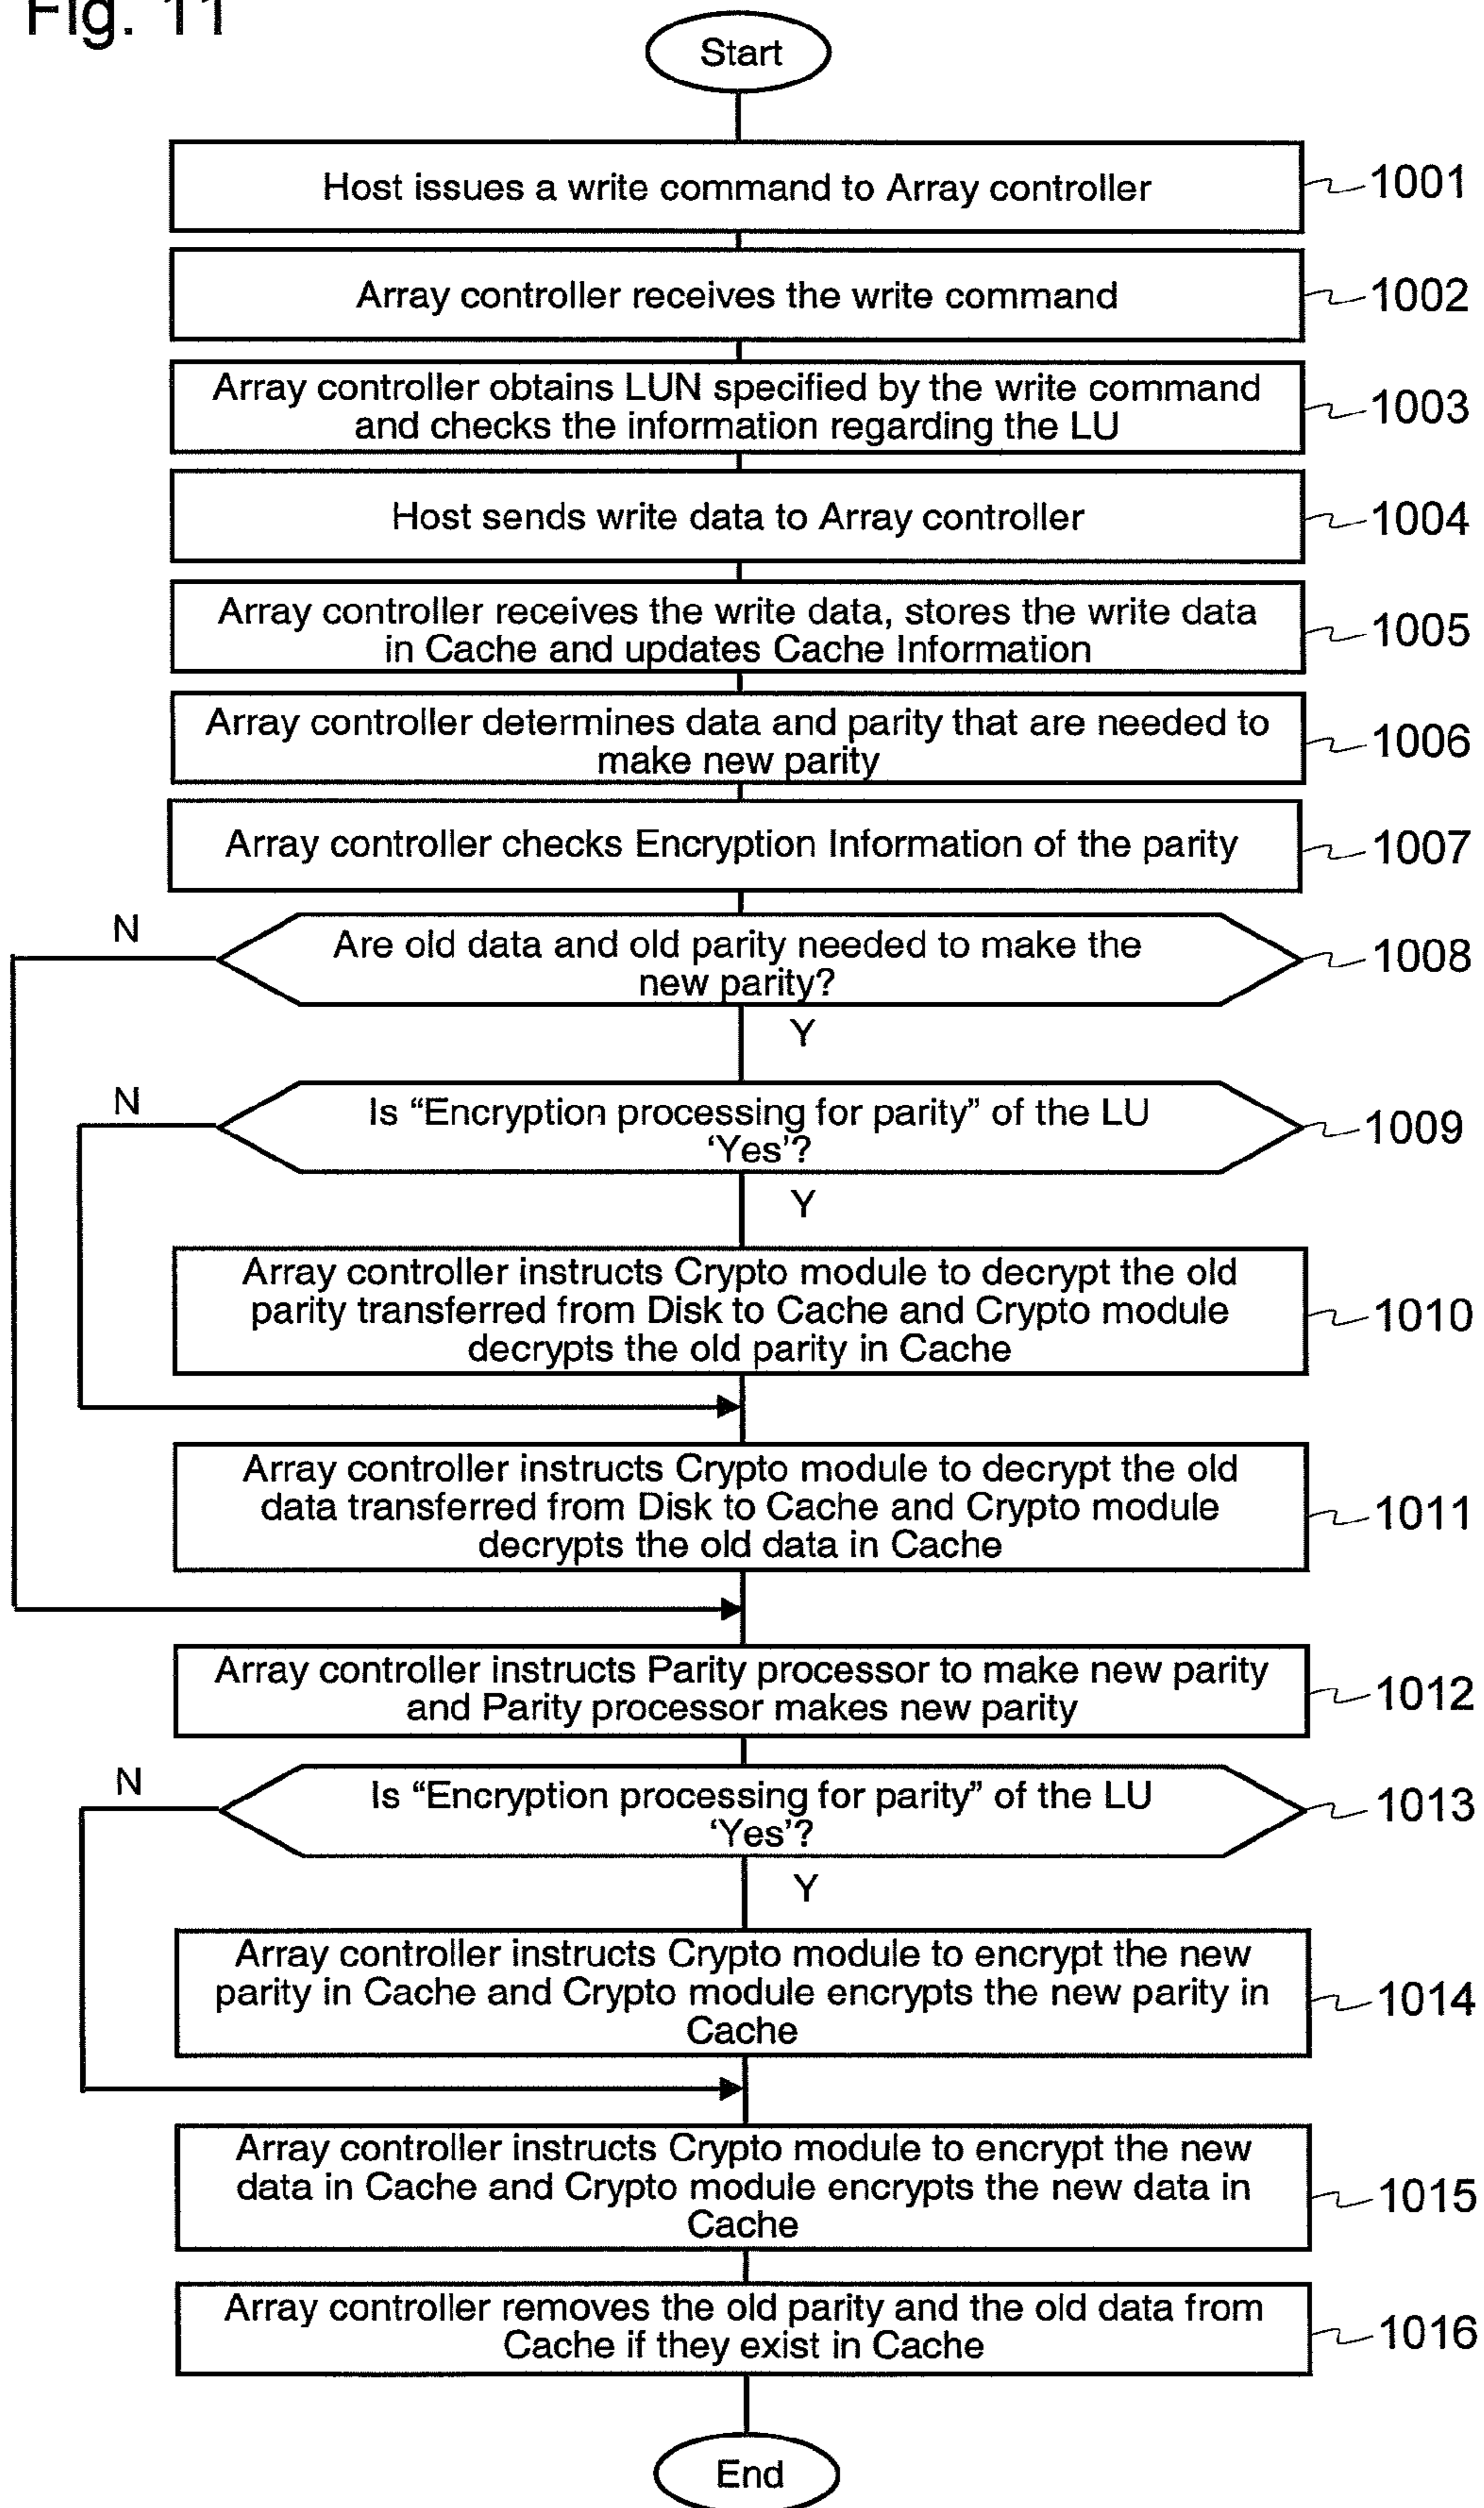 Fig. 11
Start
Host issues a write command to Array controller
1001
Array controller receives the write command
1002
Array controller obtains LUN specified by the write command
and checks the information regarding the LU
1003
Host sends write data to Array controller
1004
Array controller receives the write data, stores the write data
in Cache and updates Cache Information
1005
Array controller determines data and parity that are needed to
make new parity
1006
Array controller checks Encryption Information of the parity
1007
N
Are old data and old parity needed to make the
new parity?
1008
Y
N
Is “Encryption processing for parity” of the LU
‘Yes’?
1009
Y
Array controller instructs Crypto module to decrypt the old
parity transferred from Disk to Cache and Crypto module
decrypts the old parity in Cache
1010
Array controller instructs Crypto module to decrypt the old
data transferred from Disk to Cache and Crypto module
decrypts the old data in Cache
1011
Array controller instructs Parity processor to make new parity
and Parity processor makes new parity
1012
N
Is “Encryption processing for parity” of the LU
‘Yes’?
1013
Y
Array controller instructs Crypto module to encrypt the new
parity in Cache and Crypto module encrypts the new parity in
Cache
1014
Array controller instructs Crypto module to encrypt the new
data in Cache and Crypto module encrypts the new data in
Cache
1015
Array controller removes the old parity and the old data from
Cache if they exist in Cache
1016
End